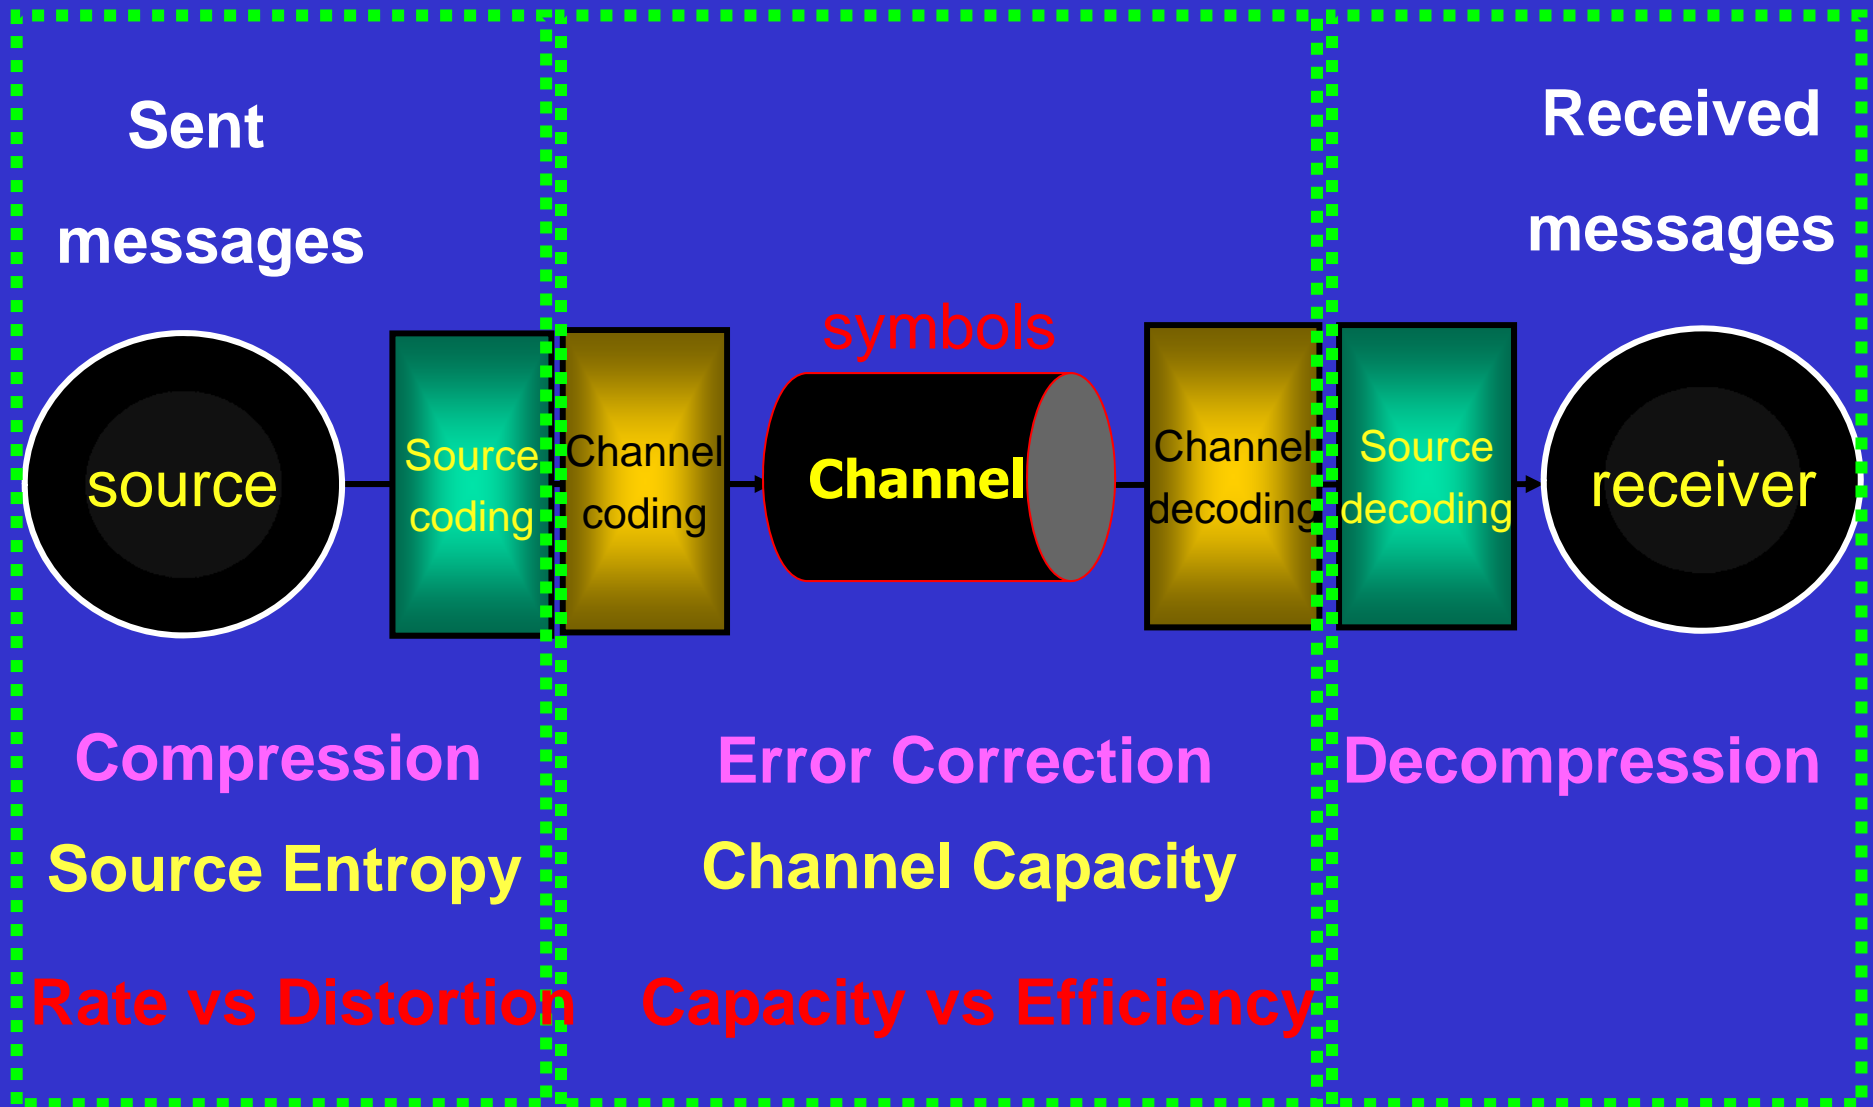 Sent
messages
Received
messages
symbols
source
Source
coding
Channel
coding
Channel
Channel
decoding
Source
decoding
receiver
Compression
Error Correction
Decompression
Source Entropy
Channel Capacity
Rate vs Distortion
Capacity vs Efficiency